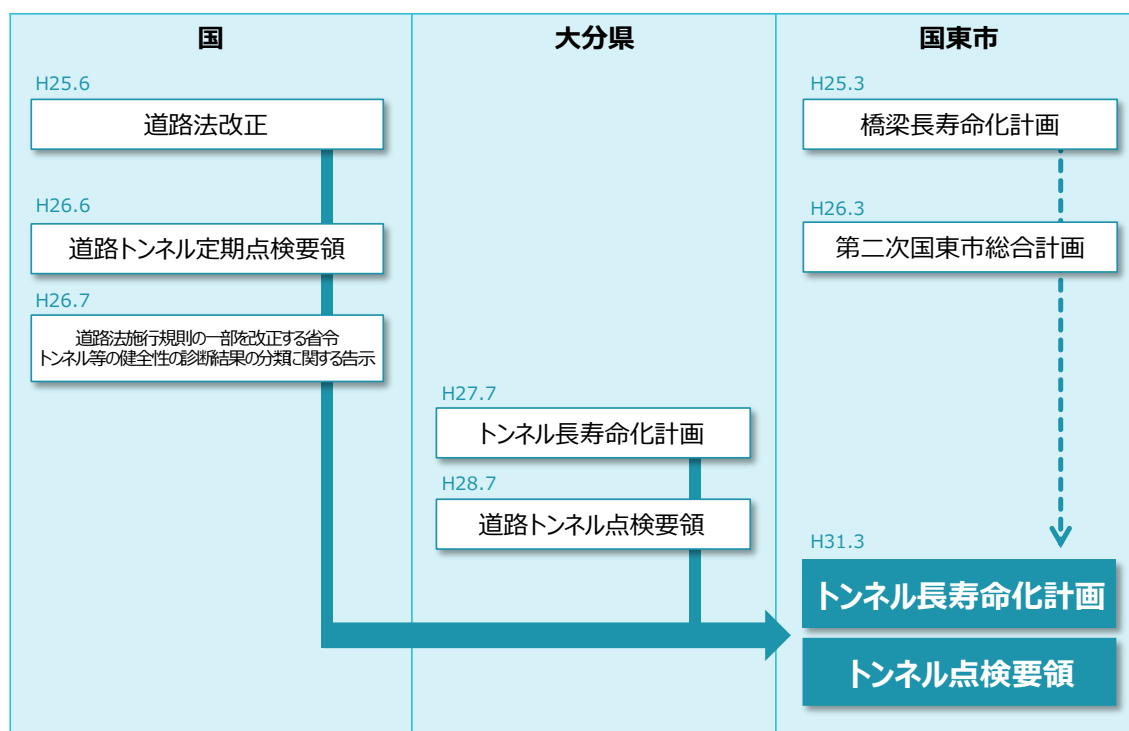 国
H25.6
道路法改正
H26.6
道路トンネル定期点検要領
H26.7
道路法施行規則の一部を改正する省令
トンネル等の健全性の診断結果の分類に関する告示
大分県
H27.7
トンネル長寿命化計画
H28.7
道路トンネル点検要領
国東市
H25.3
橋梁長寿命化計画
H26.3
第二次国東市総合計画
H31.3
トンネル長寿命化計画
トンネル点検要領